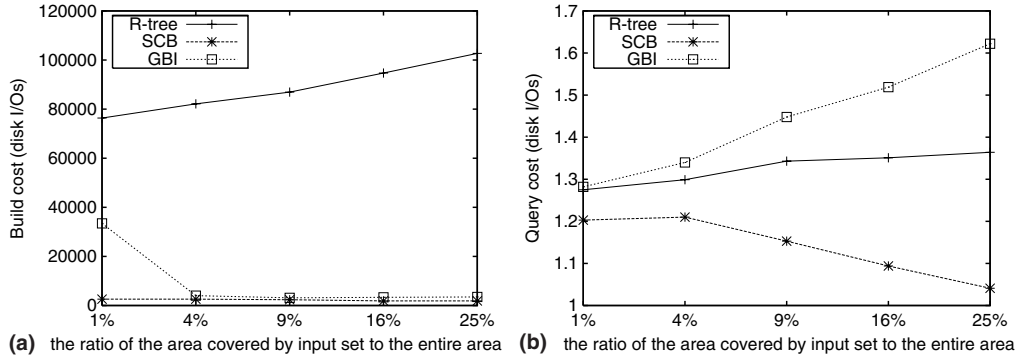 R-tree
SCB
GBI
Build cost (disk I/Os)
120000
100000
80000
60000
40000
20000
0
1% 4% 9% 16% 25%
(a) the ratio of the area covered by input set to the entire area
R-tree
SCB
GBI
Query cost (disk I/Os)
1.7
1.6
1.5
1.4
1.3
1.2
1.1
1
1% 4% 9% 16% 25%
(b) the ratio of the area covered by input set to the entire area